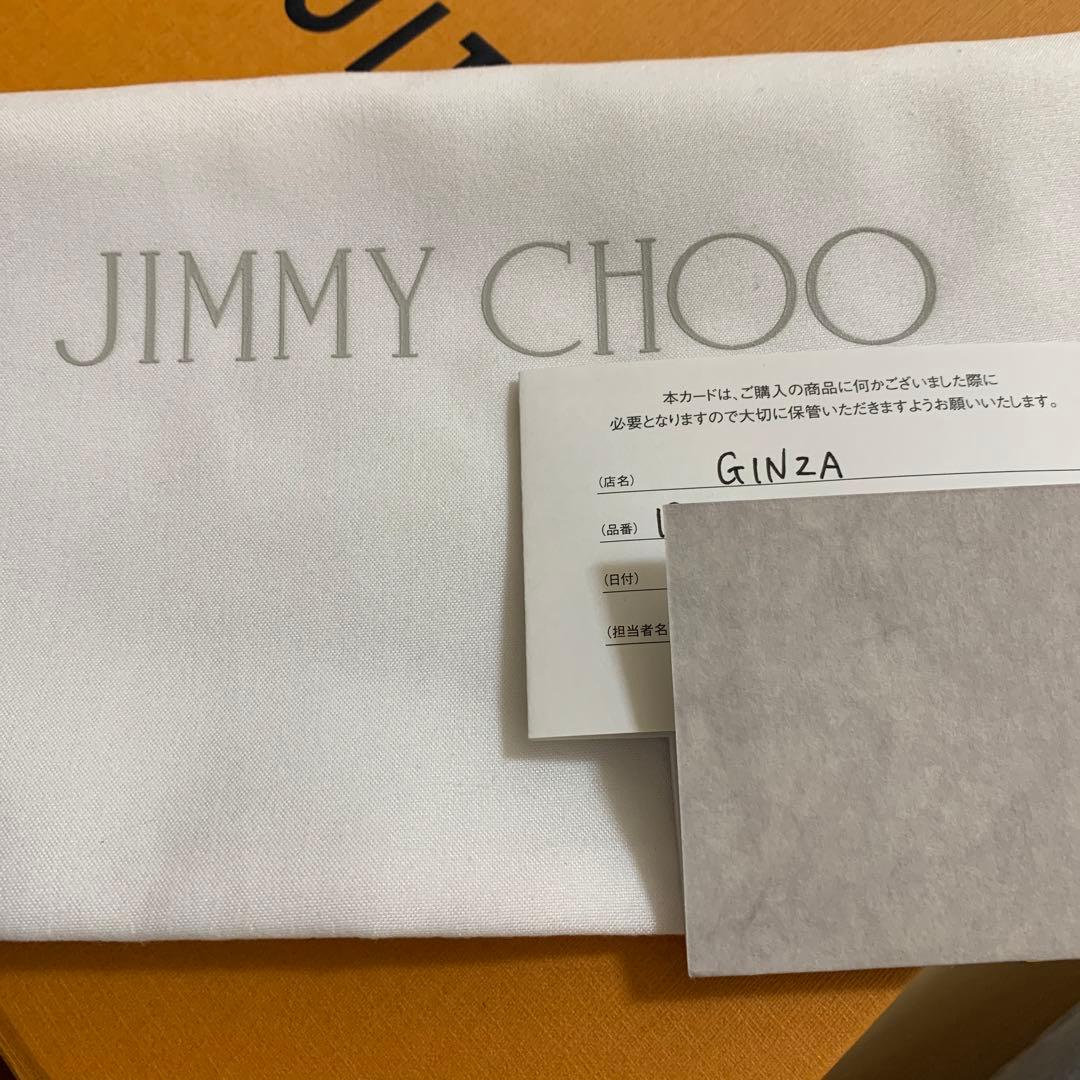 JIMMY CHOO
本カードは、ご購入の商品に何かございました際に
必要となりますので大切に保管いただきますようお願いいたします。
(店名) GINZA
(品番)
(日付)
(担当者名